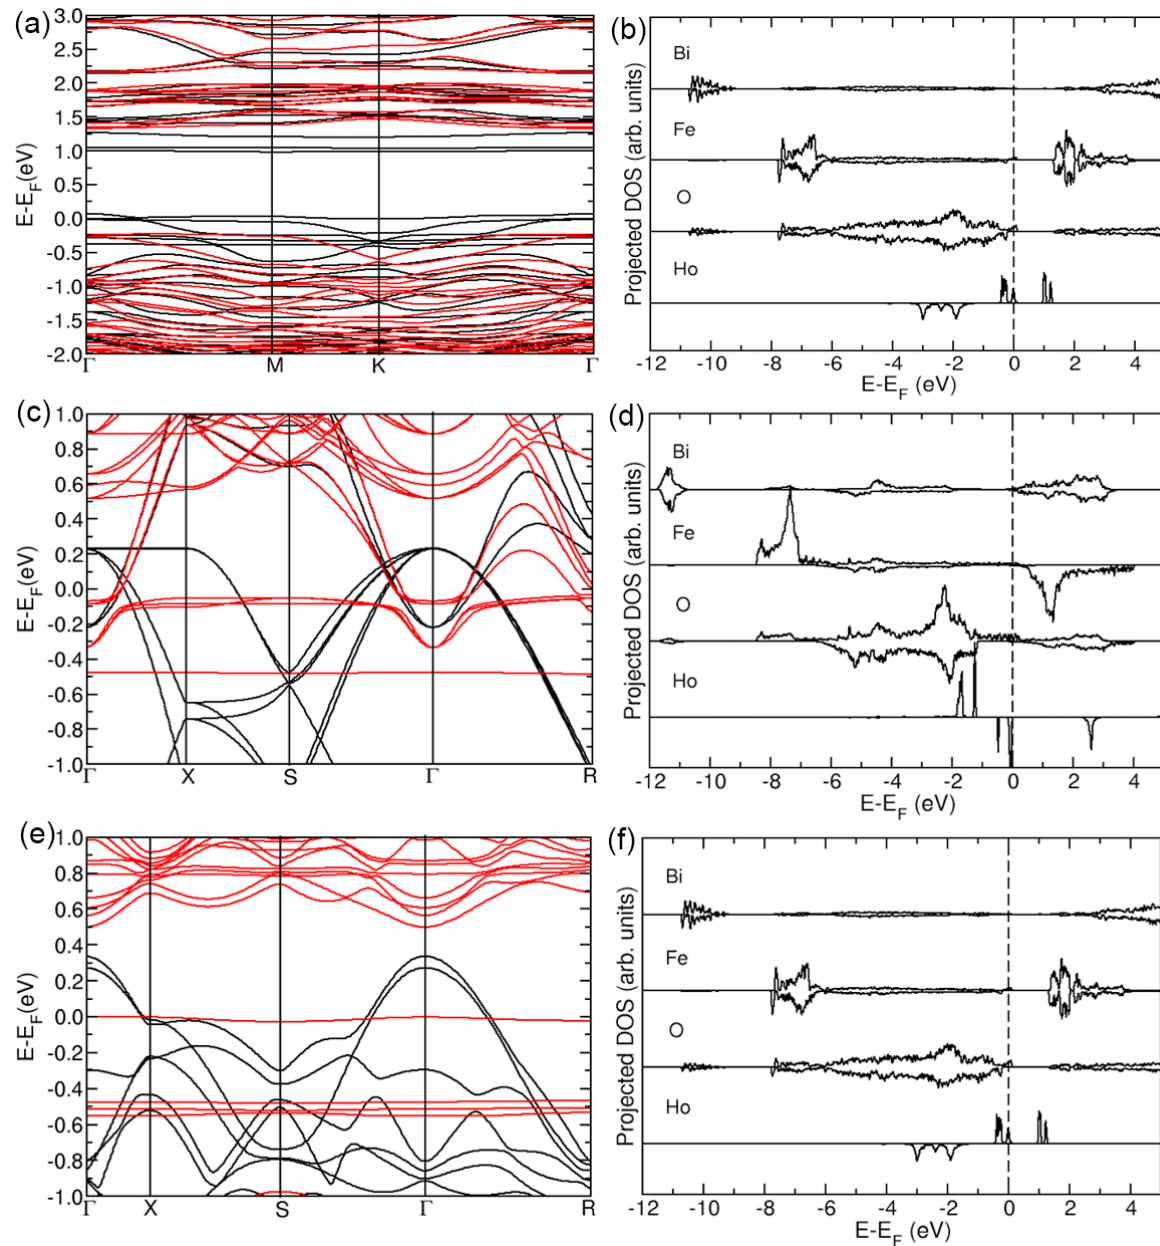 (a)
3.0
2.5
2.0
1.5
1.0
0.5
0.0
-0.5
-1.0
-1.5
-2.0
E-E_F(eV)
Γ M K Γ
(b)
Bi
Fe
O
Ho
Projected DOS (arb. units)
-12 -10 -8 -6 -4 -2 0 2 4
E-E_F (eV)
(c)
1.0
0.8
0.6
0.4
0.2
0.0
-0.2
-0.4
-0.6
-0.8
-1.0
E-E_F(eV)
Γ X S Γ R
(d)
Bi
Fe
O
Ho
Projected DOS (arb. units)
-12 -10 -8 -6 -4 -2 0 2 4
E-E_F (eV)
(e)
1.0
0.8
0.6
0.4
0.2
0.0
-0.2
-0.4
-0.6
-0.8
-1.0
E-E_F(eV)
Γ X S Γ R
(f)
Bi
Fe
O
Ho
Projected DOS (arb. units)
-12 -10 -8 -6 -4 -2 0 2 4
E-E_F (eV)